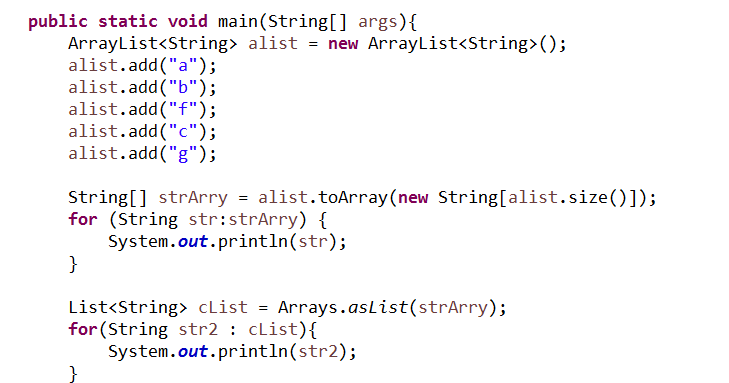 public static void main(String[] args){
    ArrayList<String> alist = new ArrayList<String>();
    alist.add("a");
    alist.add("b");
    alist.add("f");
    alist.add("c");
    alist.add("g");

    String[] strArry = alist.toArray(new String[alist.size()]);
    for (String str:strArry) {
        System.out.println(str);
    }

    List<String> cList = Arrays.asList(strArry);
    for(String str2 : cList){
        System.out.println(str2);
    }